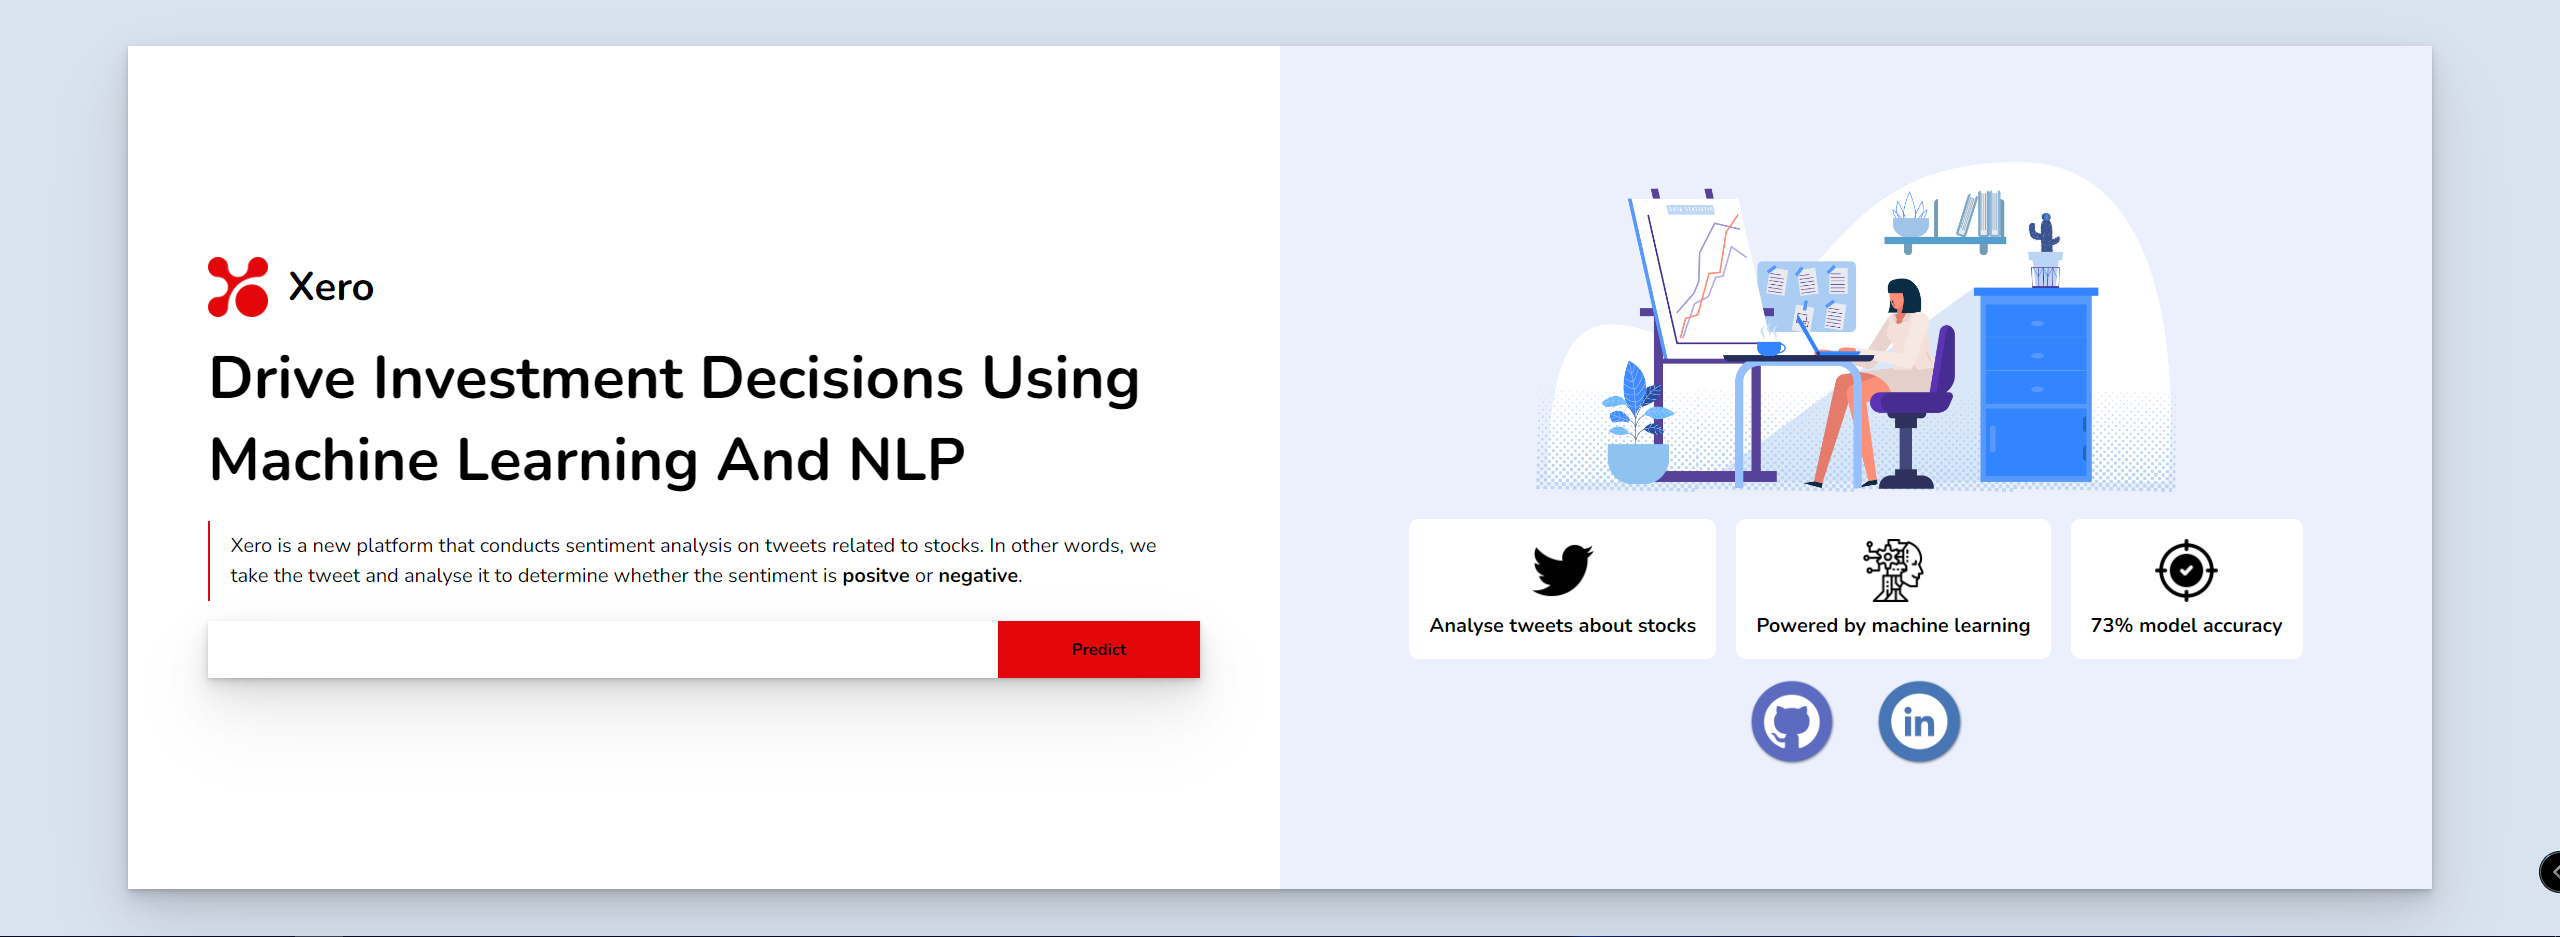 Xero
Drive Investment Decisions Using
Machine Learning And NLP
Xero is a new platform that conducts sentiment analysis on tweets related to stocks. In other words, we
take the tweet and analyse it to determine whether the sentiment is positve or negative.
Predict
DATA STATISTIC
Analyse tweets about stocks
Powered by machine learning
73% model accuracy
in